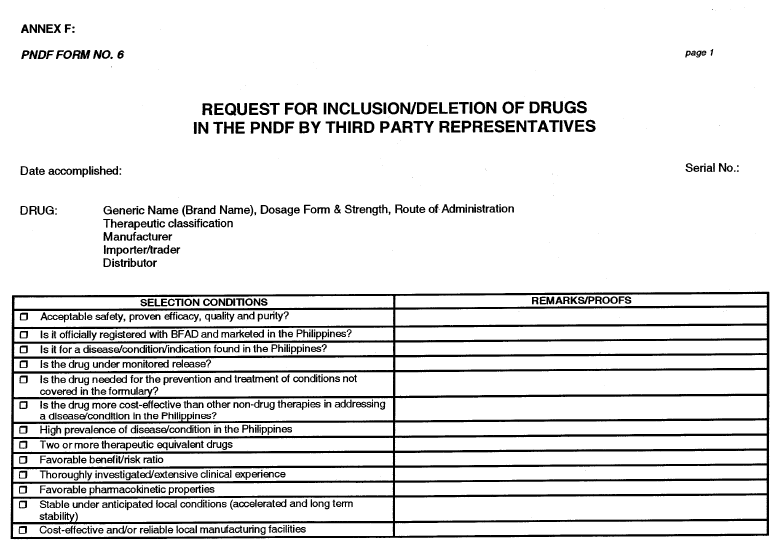 ANNEX F:
PNDF FORM NO. 6
page 1
REQUEST FOR INCLUSION/DELETION OF DRUGS
IN THE PNDF BY THIRD PARTY REPRESENTATIVES
Date accomplished:
Serial No.:
DRUG: Generic Name (Brand Name), Dosage Form & Strength, Route of Administration
Therapeutic classification
Manufacturer
Importer/trader
Distributor
SELECTION CONDITIONS
REMARKS/PROOFS
Acceptable safety, proven efficacy, quality and purity?
Is it officially registered with BFAD and marketed in the Philippines?
Is it for a disease/condition/indication found in the Philippines?
Is the drug under monitored release?
Is the drug needed for the prevention and treatment of conditions not
covered in the formulary?
Is the drug more cost-effective than other non-drug therapies in addressing
a disease/condition in the Philippines?
High prevalence of disease/condition in the Philippines
Two or more therapeutic equivalent drugs
Favorable benefit/risk ratio
Thoroughly investigated/extensive clinical experience
Favorable pharmacokinetic properties
Stable under anticipated local conditions (accelerated and long term
stability)
Cost-effective and/or reliable local manufacturing facilities